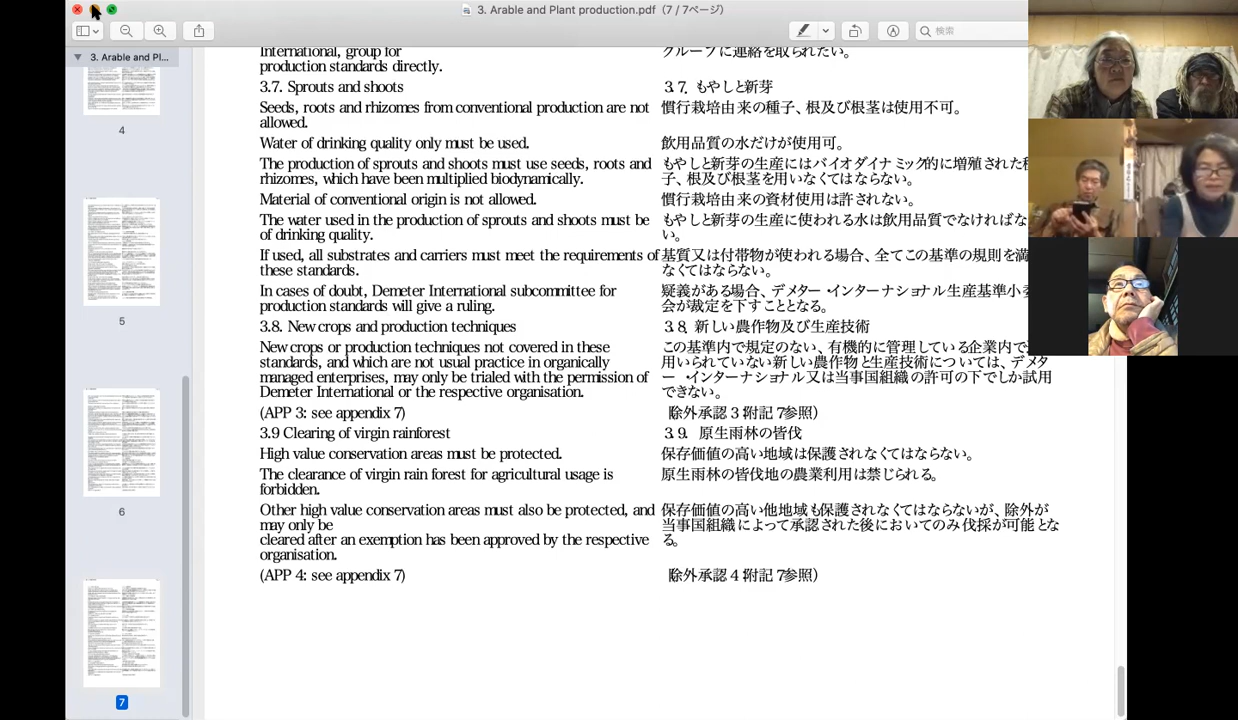 3. Arable and Plant production.pdf（7 / 7ページ）
検索
3. Arable and Pl...
4
5
6
7
International, group for
production standards directly.
3.7. Sprouts and shoots
Seeds, roots and rhizomes from conventional production are not
allowed.
Water of drinking quality only must be used.
The production of sprouts and shoots must use seeds, roots and
rhizomes, which have been multiplied biodynamically.
Material of conventional origin is not allowed.
The water used in the production of sprouts and shoots must be
of drinking quality.
If used, all substrates and carriers must meet the requirements of
these standards.
In cases of doubt, Demeter International subcommittee for
production standards will give a ruling.
3.8. New crops and production techniques
New crops or production techniques not covered in these
standards, and which are not usual practice in organically
managed enterprises, may only be trialed with the permission of
Demeter International or the respective organisation.
(APP 3: see appendix 7)
3.9 Clearing of virgin rainforest
High value conservation areas must be protected.
The clearance of virgin rain forest for agricultural usage is
forbidden.
Other high value conservation areas must also be protected, and
may only be
cleared after an exemption has been approved by the respective
organisation.
(APP 4: see appendix 7)
グループに連絡を取られたい。
3.7, もやしと新芽
慣行栽培由来の種子、根及び根茎は使用不可。
飲用品質の水だけが使用可。
もやしと新芽の生産にはバイオダイナミック的に増殖された
子、根及び根茎を用いなくてはならない。
慣行栽培由来の資材使用は許されない。
もやしと新芽の生産に使われる水は飲用品質でなければな
い。
基質又は付帯物が使われる場合、全てこの基準の規則を
なくてはならない。
疑義がある場合、デメター・インターナショナル生産基準小
会が裁定を下すこととなる。
3.8, 新しい農作物及び生産技術
この基準内で規定のない、有機的に管理している企業内で
用いられていない新しい農作物と生産技術については、デメタ
ー・インターナショナル又は当事国組織の許可の下でしか試用
できない。
(除外承認 3:附記 7参照)
3.9. 原生雨林の皆伐
保存価値の高い地域は保護されなくてはならない。
原生雨林の皆伐地の農業利用は禁じられる。
保存価値の高い他地域も保護されなくてはならないが、除外が
当事国組織によって承認された後においてのみ伐採が可能とな
る。
(除外承認 4:附記 7参照)